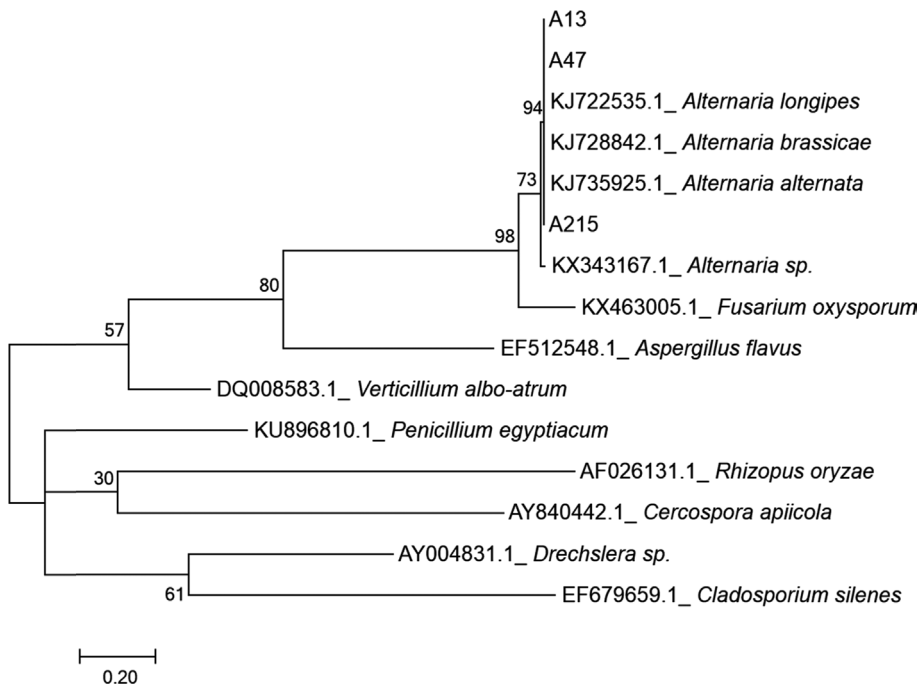 A13
A47
94
KJ722535.1_ Alternaria longipes
KJ728842.1_ Alternaria brassicae
73
KJ735925.1_ Alternaria alternata
A215
98
KX343167.1_ Alternaria sp.
80
KX463005.1_ Fusarium oxysporum
57
EF512548.1_ Aspergillus flavus
DQ008583.1_ Verticillium albo-atrum
KU896810.1_ Penicillium egyptiacum
30
AF026131.1_ Rhizopus oryzae
AY840442.1_ Cercospora apiicola
AY004831.1_ Drechslera sp.
61
EF679659.1_ Cladosporium silenes
0.20